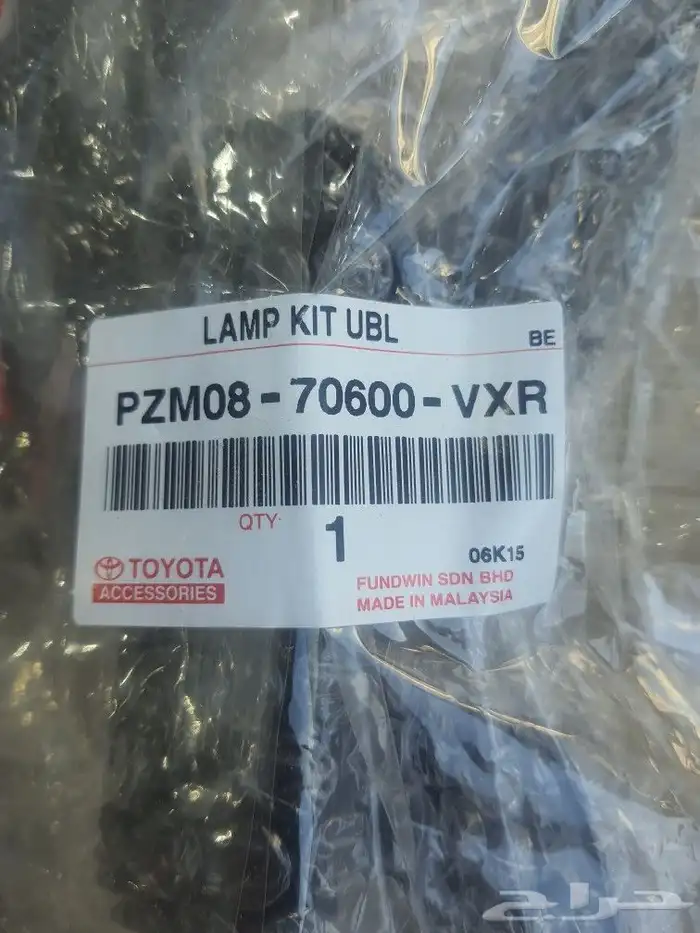 LAMP KIT UBL
BE
PZM08-70600-VXR
QTY 1
06K15
TOYOTA
ACCESSORIES
FUNDWIN SDN BHD
MADE IN MALAYSIA
حراج